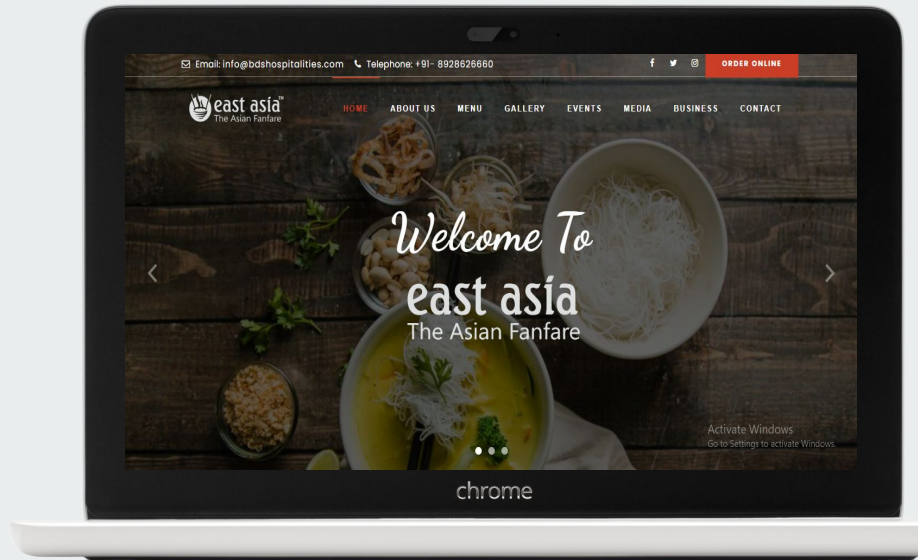 Email: info@bdshospitalities.com Telephone: +91- 8928626660 ORDER ONLINE
east asia™
The Asian Fanfare
HOME ABOUT US MENU GALLERY EVENTS MEDIA BUSINESS CONTACT
Welcome To
east asia
The Asian Fanfare
Activate Windows
Go to Settings to activate Windows.
chrome